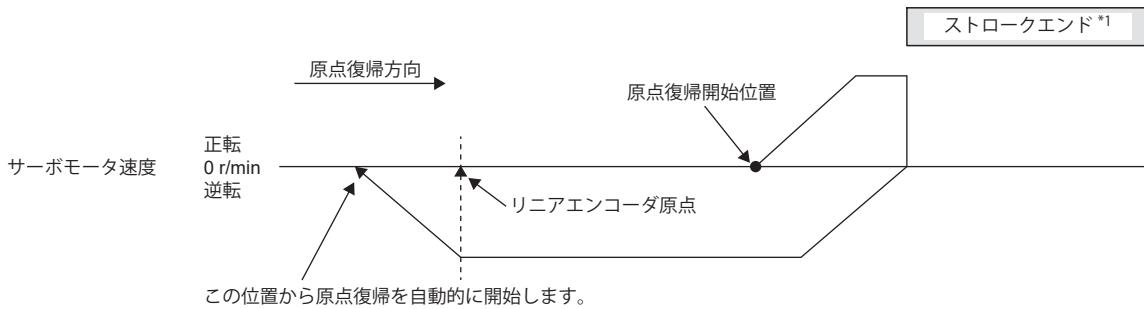 ストロークエンド *1
原点復帰方向
原点復帰開始位置
正転
サーボモータ速度 0 r/min
逆転
リニアエンコーダ原点
この位置から原点復帰を自動的に開始します。